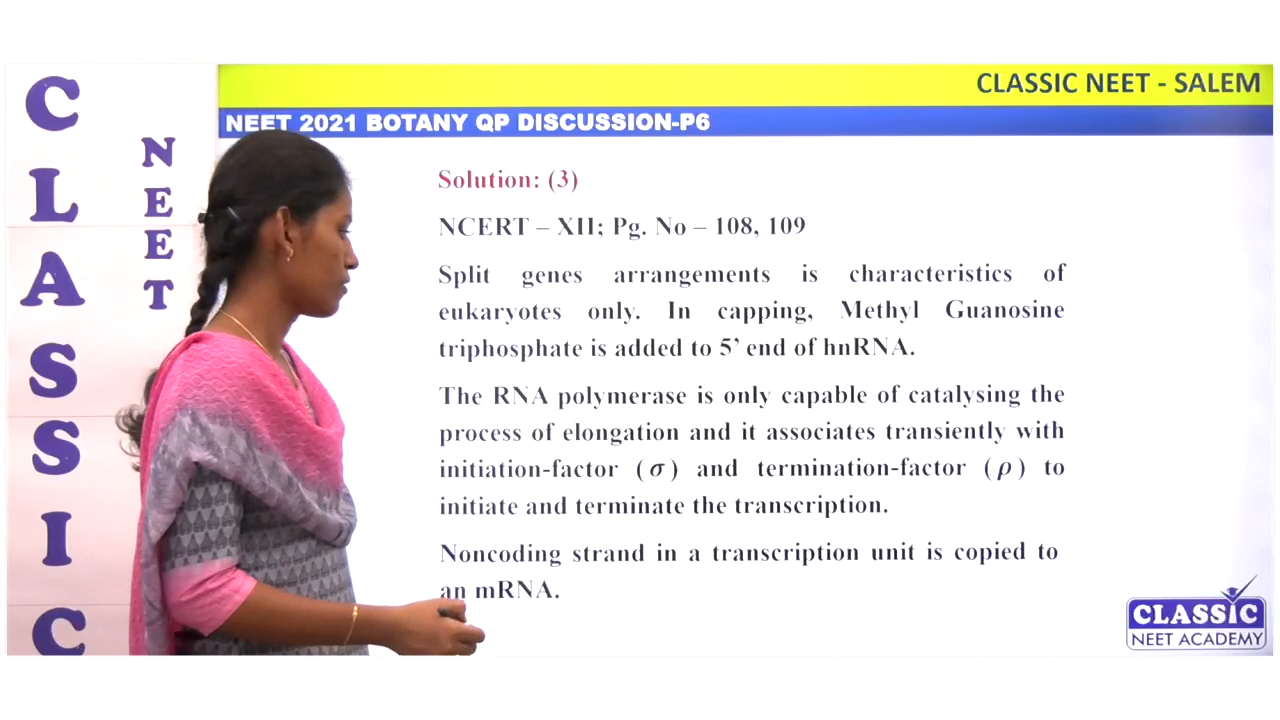 CLASSIC
NEET
CLASSIC NEET - SALEM
NEET 2021 BOTANY QP DISCUSSION-P6
Solution: (3)
NCERT – XII; Pg. No – 108, 109
Split genes arrangements is characteristics of
eukaryotes only. In capping, Methyl Guanosine
triphosphate is added to 5’ end of hnRNA.
The RNA polymerase is only capable of catalysing the
process of elongation and it associates transiently with
initiation-factor (σ) and termination-factor (ρ) to
initiate and terminate the transcription.
Noncoding strand in a transcription unit is copied to
an mRNA.
CLASSIC
NEET ACADEMY